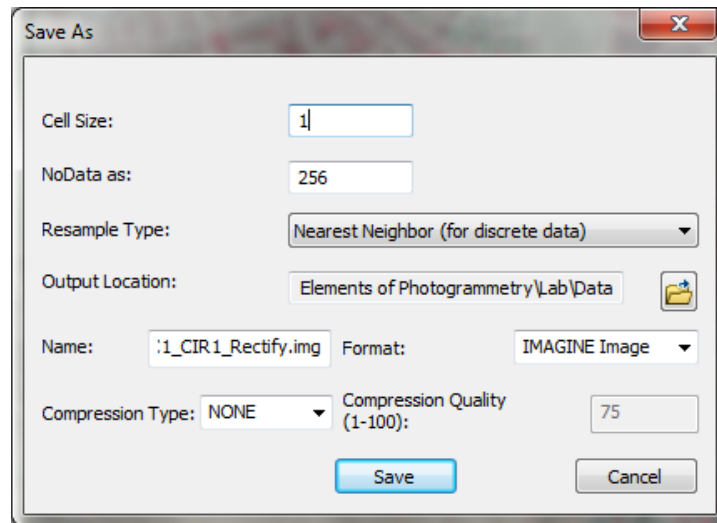 Save As
Cell Size: 1
NoData as: 256
Resample Type: Nearest Neighbor (for discrete data)
Output Location: Elements of Photogrammetry\Lab\Data
Name: :1_CIR1_Rectify.img Format: IMAGINE Image
Compression Type: NONE Compression Quality (1-100): 75
Save Cancel